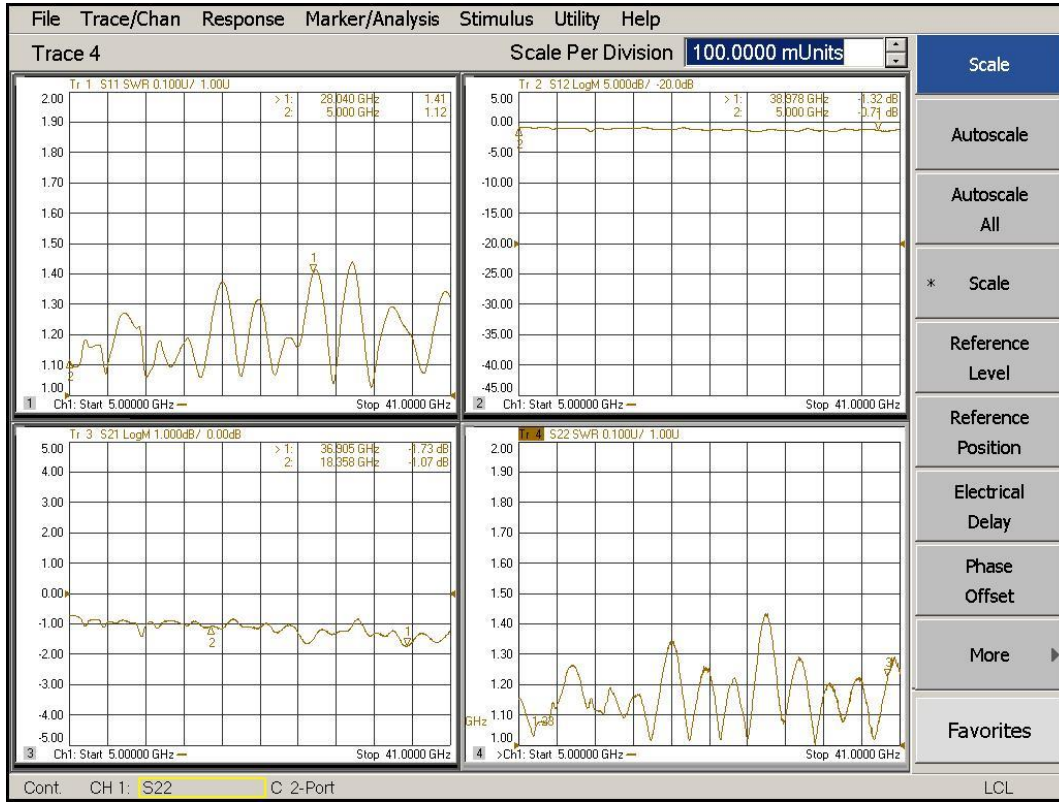 File Trace/Chan Response Marker/Analysis Stimulus Utility Help
Trace 4
Scale Per Division 100.0000 mUnits
Tr 1 S11 SWR 0.100U/ 1.00U
> 1: 28.040 GHz 1.41
2: 5.000 GHz 1.12
2.00
1.90
1.80
1.70
1.60
1.50
1.40
1.30
1.20
1.10
1.00
1
2
1 Ch1: Start 5.00000 GHz Stop 41.0000 GHz
Tr 2 S12 LogM 5.000dB/ -20.0dB
> 1: 38.978 GHz -1.32 dB
2: 5.000 GHz -0.71 dB
5.00
0.00
-5.00
-10.00
-15.00
-20.00
-25.00
-30.00
-35.00
-40.00
-45.00
1
2
2 Ch1: Start 5.00000 GHz Stop 41.0000 GHz
Tr 3 S21 LogM 1.000dB/ 0.00dB
> 1: 36.905 GHz -1.73 dB
2: 18.358 GHz -1.07 dB
5.00
4.00
3.00
2.00
1.00
0.00
-1.00
-2.00
-3.00
-4.00
-5.00
1
2
3 Ch1: Start 5.00000 GHz Stop 41.0000 GHz
Tr 4 S22 SWR 0.100U/ 1.00U
2.00
1.90
1.80
1.70
1.60
1.50
1.40
1.30
1.20
GHz 1.10
1.00
3
4 >Ch1: Start 5.00000 GHz Stop 41.0000 GHz
Scale
Autoscale
Autoscale
All
* Scale
Reference
Level
Reference
Position
Electrical
Delay
Phase
Offset
More
Favorites
Cont. CH 1: S22 C 2-Port LCL